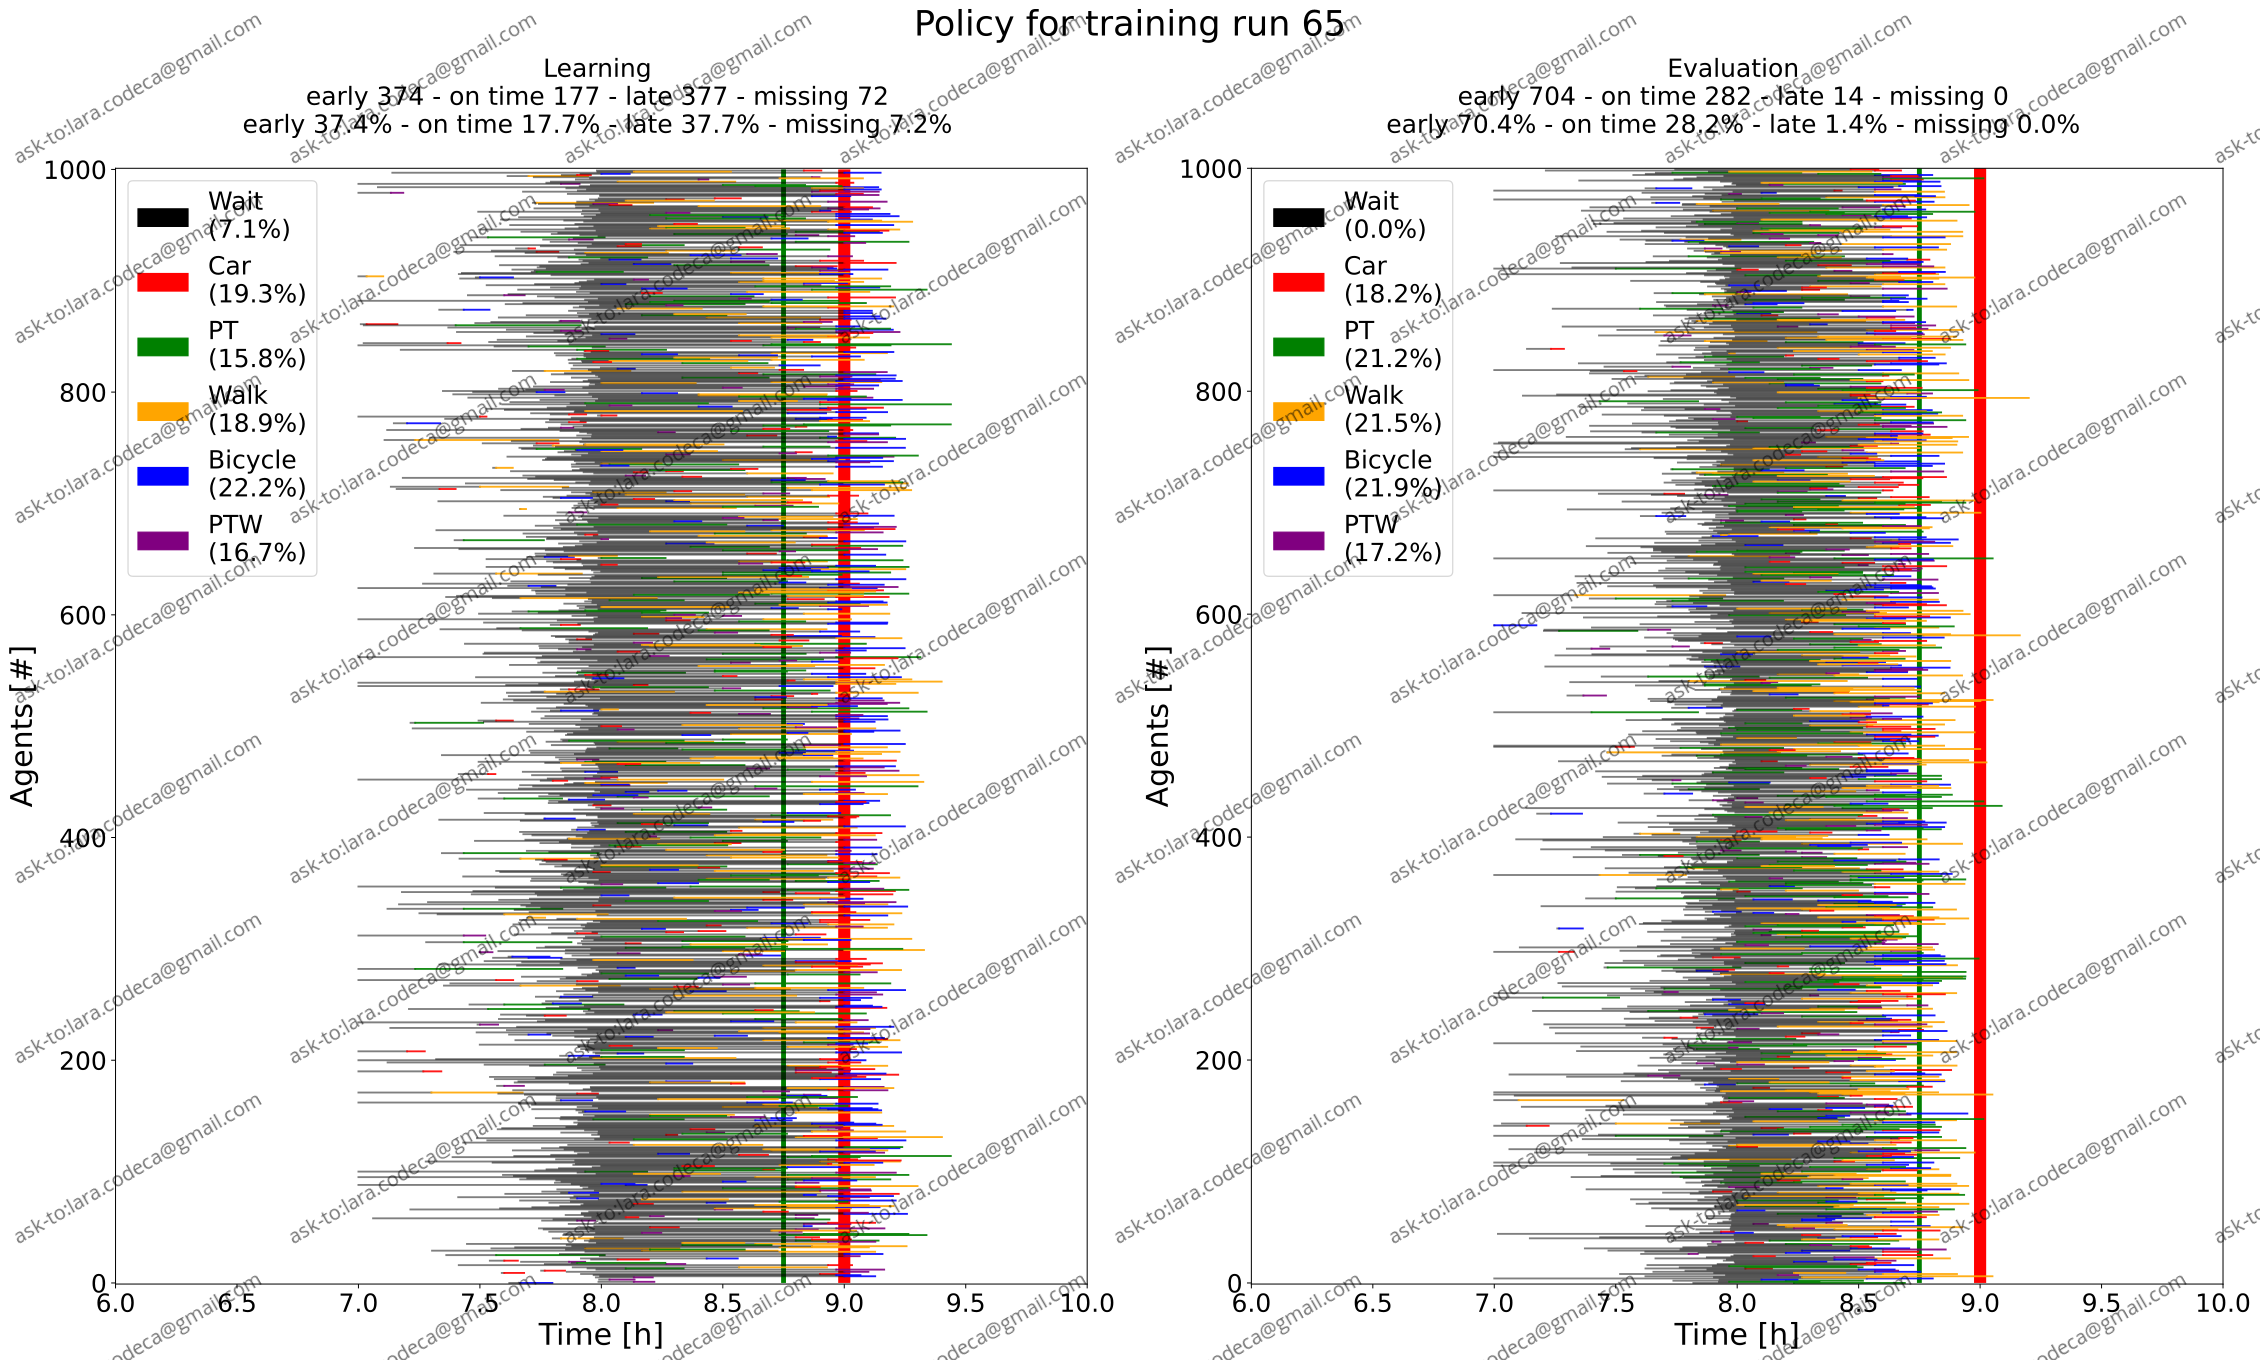 Policy for training run 65
Learning
early 374 - on time 177 - late 377 - missing 72
early 37.4% - on time 17.7% - late 37.7% - missing 7.2%
Agents [#]
1000
800
600
400
200
0
Wait
(7.1%)
Car
(19.3%)
PT
(15.8%)
Walk
(18.9%)
Bicycle
(22.2%)
PTW
(16.7%)
6.0 6.5 7.0 7.5 8.0 8.5 9.0 9.5 10.0
Time [h]
Evaluation
early 704 - on time 282 - late 14 - missing 0
early 70.4% - on time 28.2% - late 1.4% - missing 0.0%
Agents [#]
1000
800
600
400
200
0
Wait
(0.0%)
Car
(18.2%)
PT
(21.2%)
Walk
(21.5%)
Bicycle
(21.9%)
PTW
(17.2%)
6.0 6.5 7.0 7.5 8.0 8.5 9.0 9.5 10.0
Time [h]
ask-to:lara.codeca@gmail.com